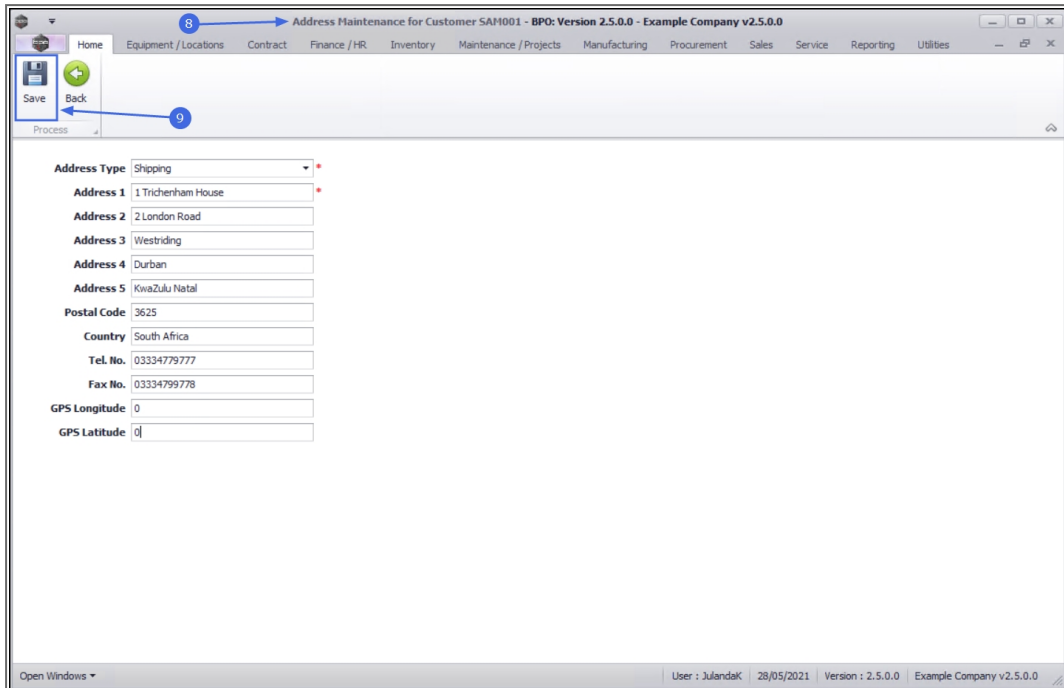 8
Address Maintenance for Customer SAM001 - BPO: Version 2.5.0.0 - Example Company v2.5.0.0
Home Equipment / Locations Contract Finance / HR Inventory Maintenance / Projects Manufacturing Procurement Sales Service Reporting Utilities
Save Back
9
Process
Address Type Shipping *
Address 1 1 Trichenham House *
Address 2 2 London Road
Address 3 Westriding
Address 4 Durban
Address 5 KwaZulu Natal
Postal Code 3625
Country South Africa
Tel. No. 03334779777
Fax No. 03334799778
GPS Longitude 0
GPS Latitude 0
Open Windows User : JulandaK 28/05/2021 Version : 2.5.0.0 Example Company v2.5.0.0